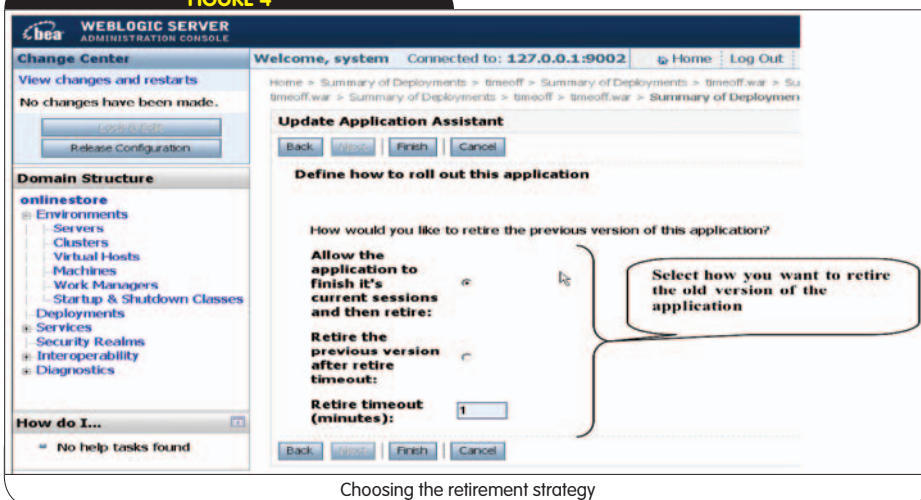 FIGURE 4
bea WEBLOGIC SERVER
ADMINISTRATION CONSOLE
Change Center
View changes and restarts
No changes have been made.
Lock & Edit
Release Configuration
Domain Structure
onlinestore
Environments
Servers
Clusters
Virtual Hosts
Machines
Work Managers
Startup & Shutdown Classes
Deployments
Services
Security Realms
Interoperability
Diagnostics
How do I...
No help tasks found
Welcome, system Connected to: 127.0.0.1:9002 Home Log Out
Home > Summary of Deployments > timeoff > Summary of Deployments > timeoff.war > Su
timeoff.war > Summary of Deployments > timeoff > timeoff.war > Summary of Deploymen
Update Application Assistant
Back Next Finish Cancel
Define how to roll out this application
How would you like to retire the previous version of this application?
Allow the
application to
finish it's
current sessions
and then retire:
Retire the
previous version
after retire
timeout:
Retire timeout
(minutes):
1
Select how you want to retire
the old version of the
application
Back Next Finish Cancel
Choosing the retirement strategy